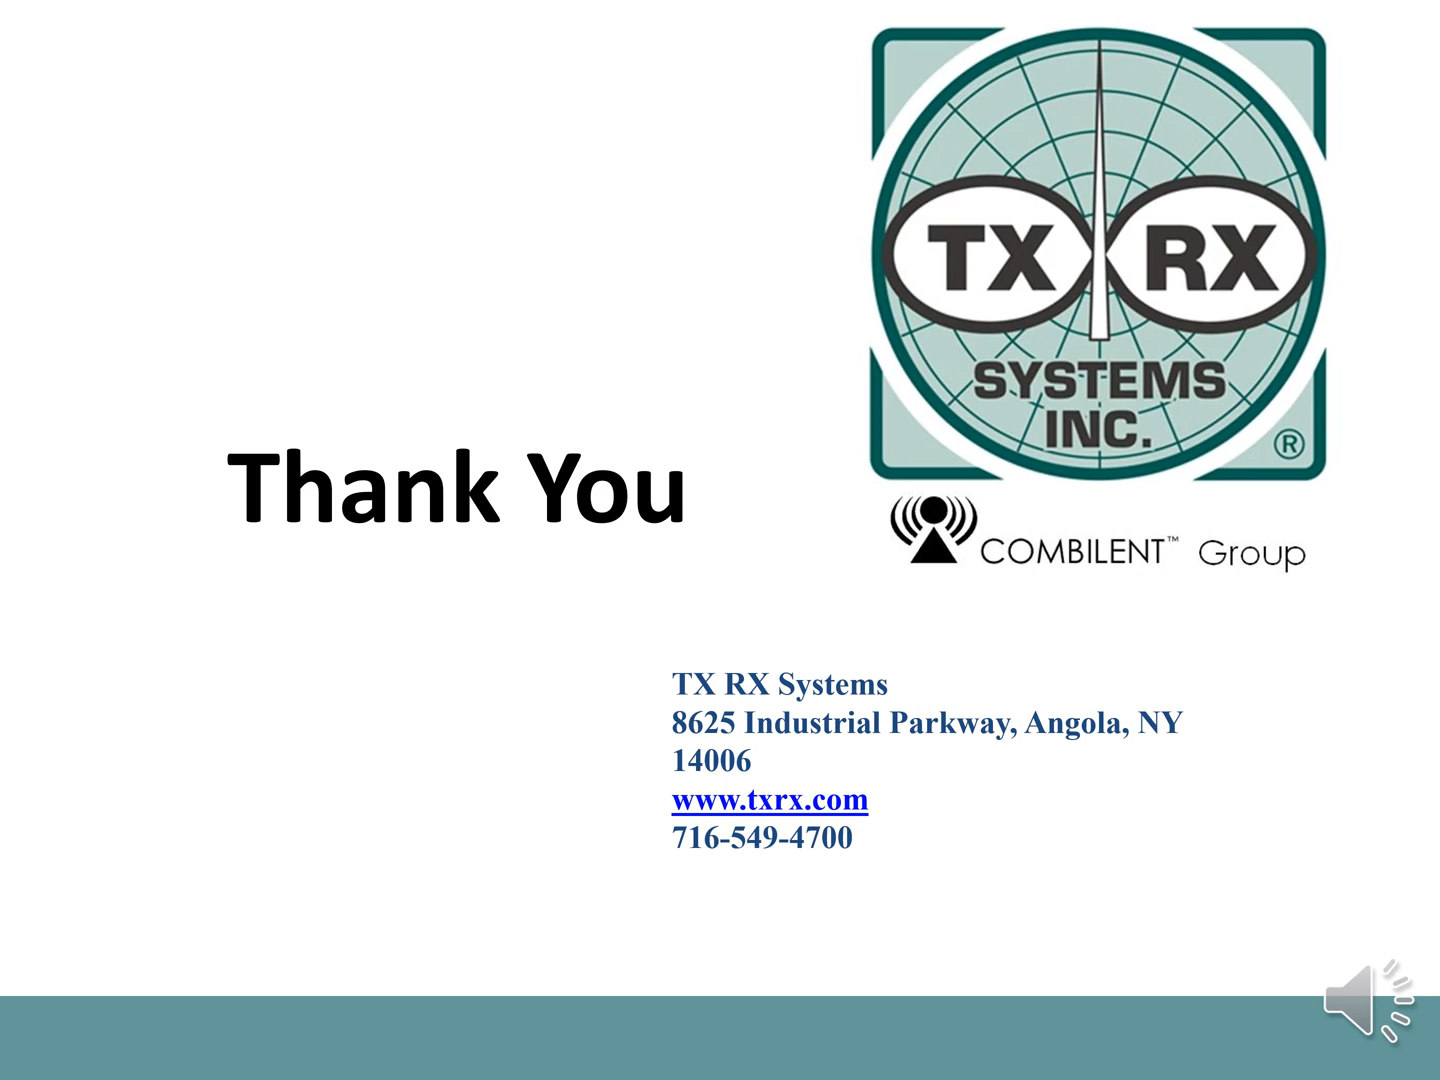 TX RX
SYSTEMS
INC.
®
COMBILENT™ Group
Thank You
TX RX Systems
8625 Industrial Parkway, Angola, NY
14006
www.txrx.com
716-549-4700